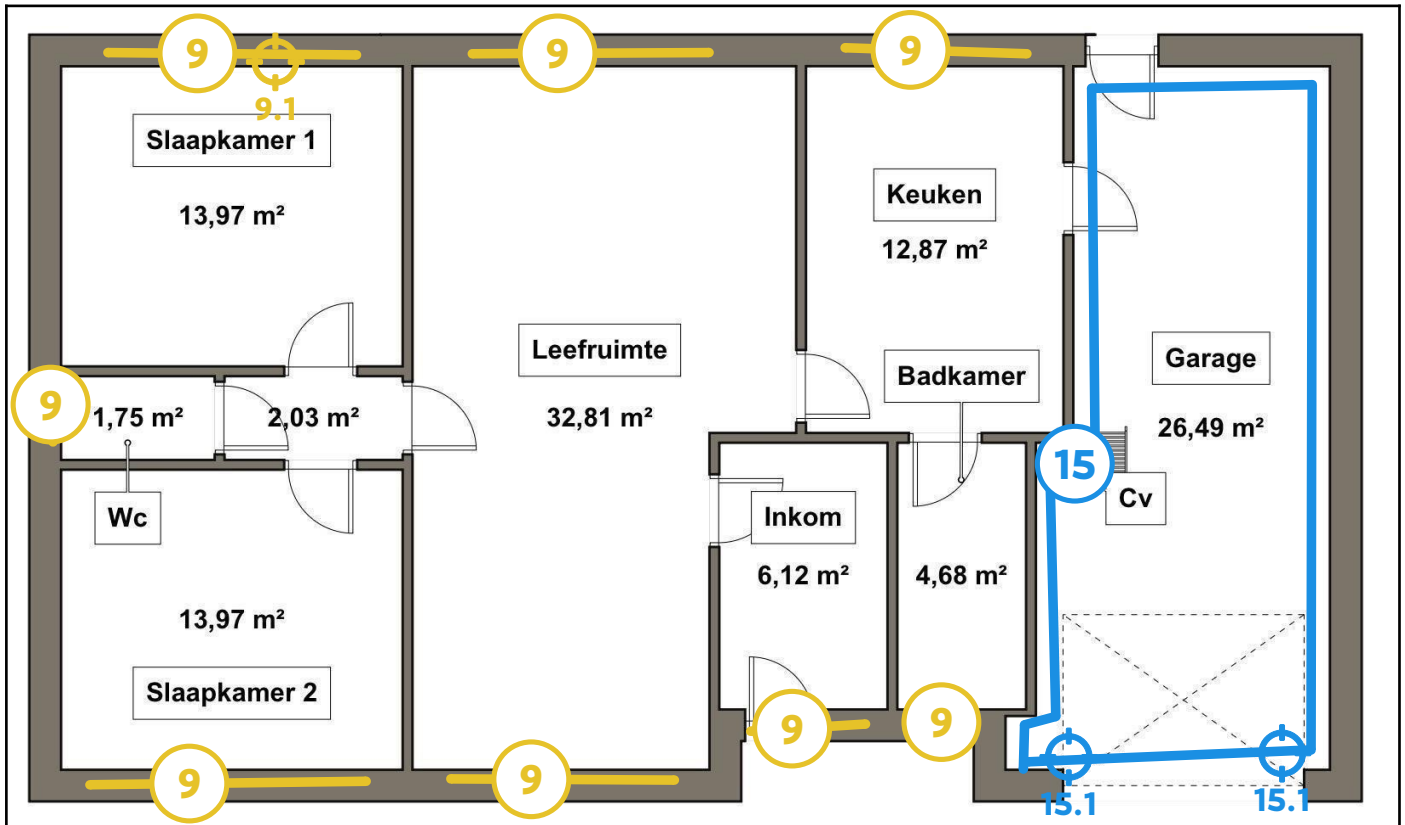 9
9
9
9.1
Slaapkamer 1
13,97 m²
Keuken
12,87 m²
Leefruimte
32,81 m²
Badkamer
Garage
26,49 m²
9
1,75 m²
2,03 m²
15
Cv
Wc
Inkom
6,12 m²
4,68 m²
13,97 m²
Slaapkamer 2
9
9
9
9
15.1
15.1